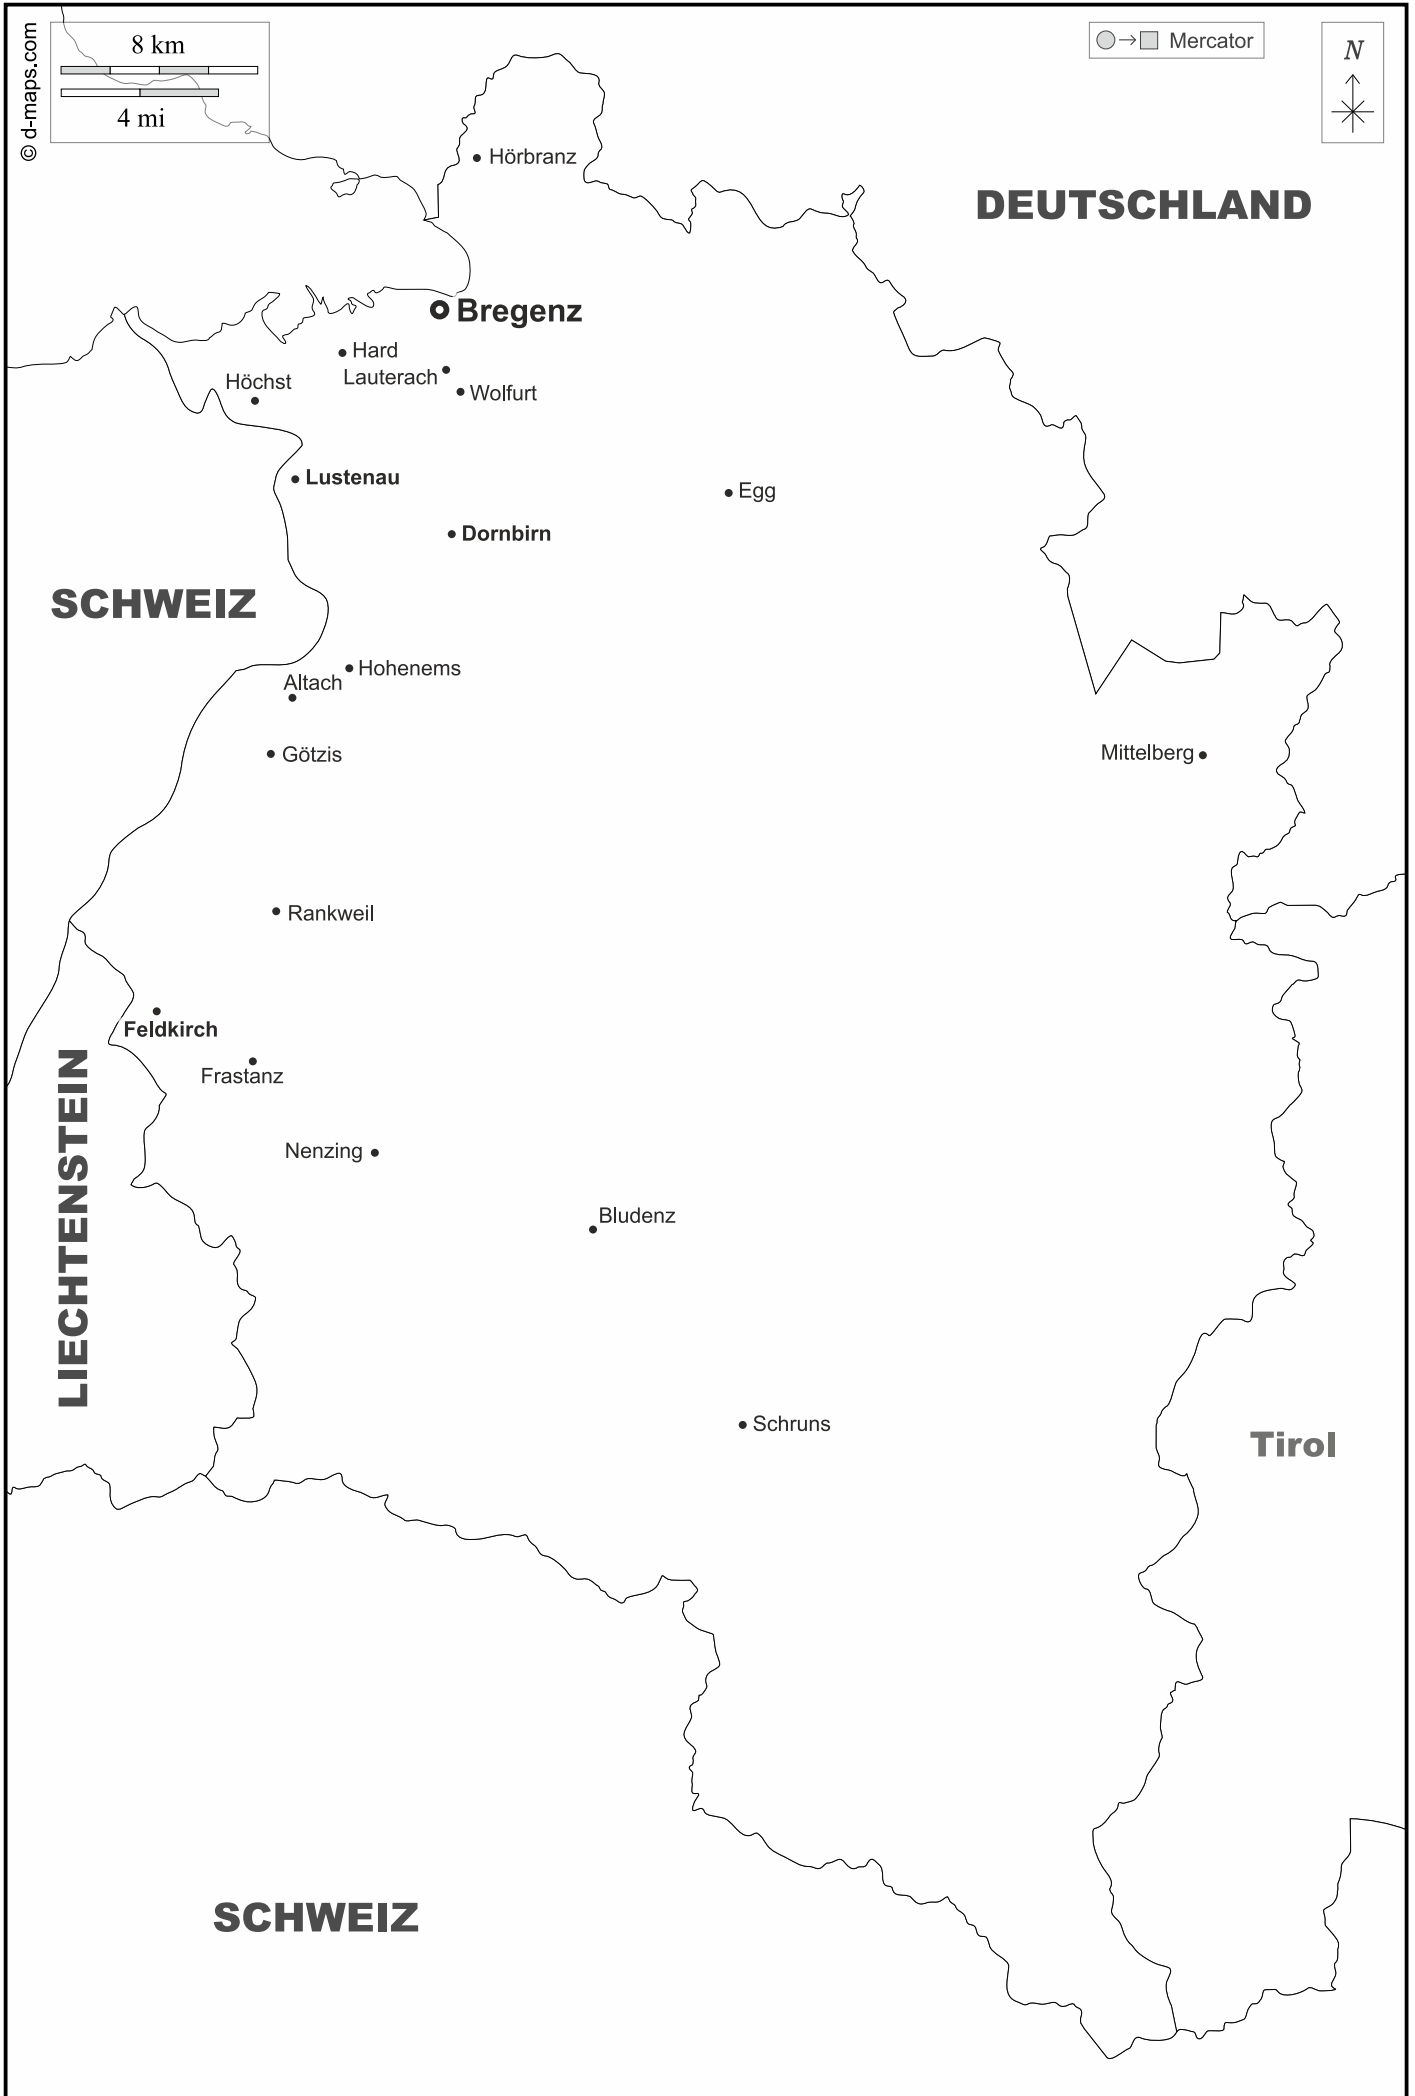 © d-maps.com
8 km
4 mi
Mercator
N
Hörbranz
DEUTSCHLAND
Bregenz
Hard
Lauterach
Wolfurt
Höchst
Lustenau
Egg
Dornbirn
SCHWEIZ
Hohenems
Altach
Götzis
Mittelberg
Rankweil
Feldkirch
Frastanz
LIECHTENSTEIN
Nenzing
Bludenz
Schruns
Tirol
SCHWEIZ